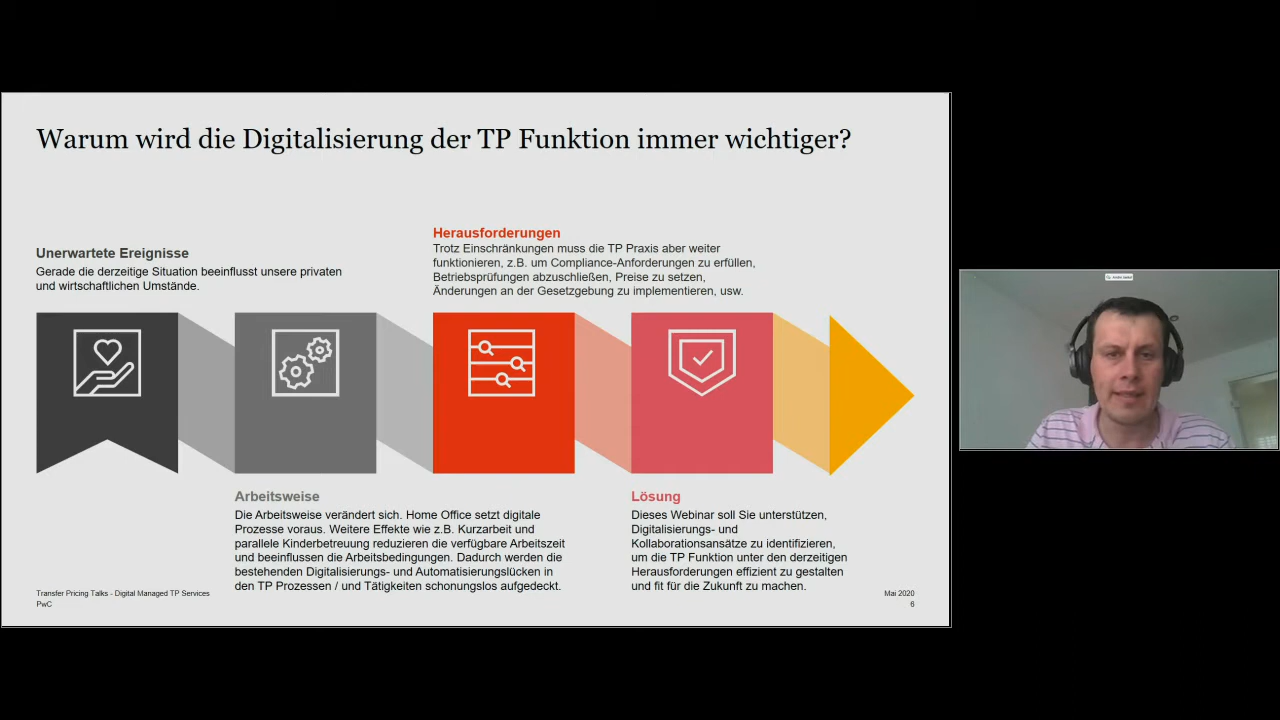 Warum wird die Digitalisierung der TP Funktion immer wichtiger?
Unerwartete Ereignisse
Gerade die derzeitige Situation beeinflusst unsere privaten
und wirtschaftlichen Umstände.
Herausforderungen
Trotz Einschränkungen muss die TP Praxis aber weiter
funktionieren, z.B. um Compliance-Anforderungen zu erfüllen,
Betriebsprüfungen abzuschließen, Preise zu setzen,
Änderungen an der Gesetzgebung zu implementieren, usw.
Arbeitsweise
Die Arbeitsweise verändert sich. Home Office setzt digitale
Prozesse voraus. Weitere Effekte wie z.B. Kurzarbeit und
parallele Kinderbetreuung reduzieren die verfügbare Arbeitszeit
und beeinflussen die Arbeitsbedingungen. Dadurch werden die
bestehenden Digitalisierungs- und Automatisierungslücken in
den TP Prozessen / und Tätigkeiten schonungslos aufgedeckt.
Lösung
Dieses Webinar soll Sie unterstützen,
Digitalisierungs- und
Kollaborationsansätze zu identifizieren,
um die TP Funktion unter den derzeitigen
Herausforderungen effizient zu gestalten
und fit für die Zukunft zu machen.
Transfer Pricing Talks - Digital Managed TP Services
PwC
Mai 2020
6